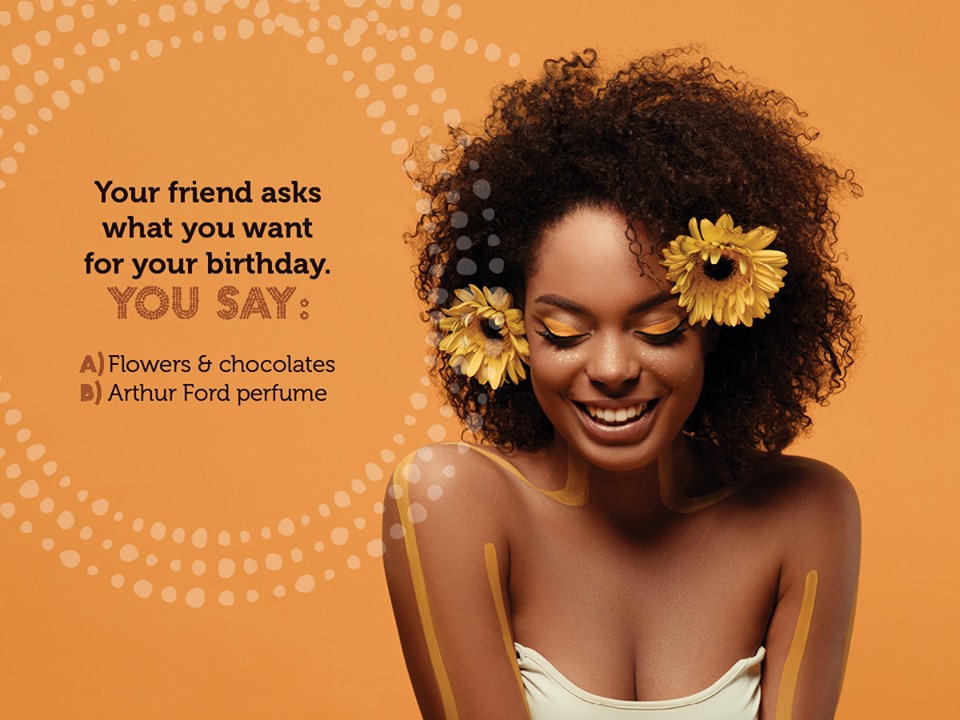 Your friend asks
what you want
for your birthday.
YOU SAY:
A) Flowers & chocolates
B) Arthur Ford perfume